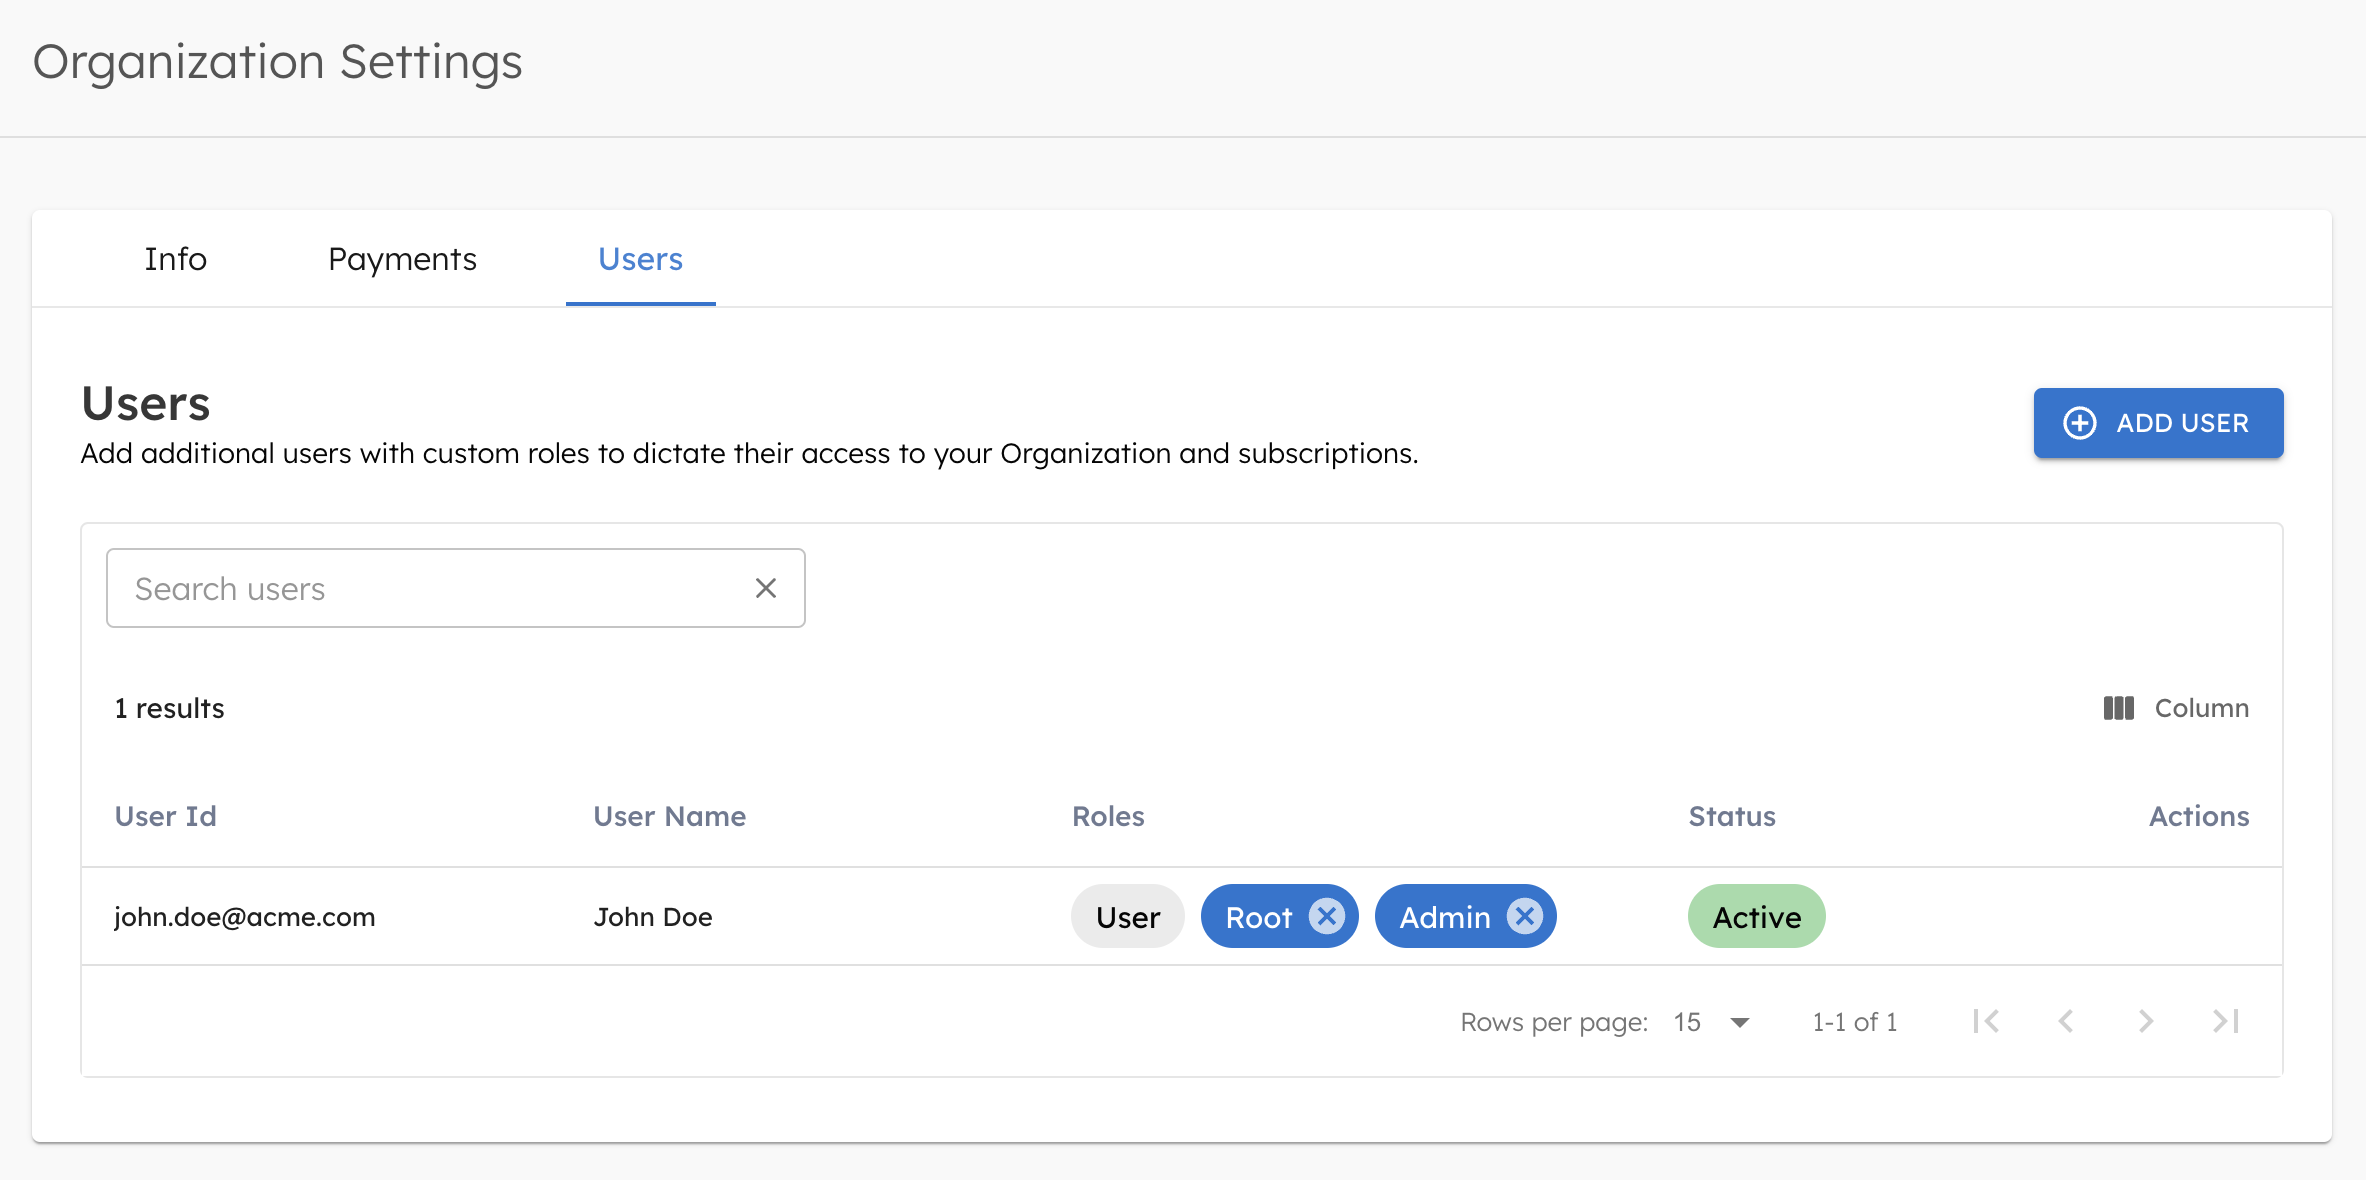 Organization Settings
Info Payments Users
Users
Add additional users with custom roles to dictate their access to your Organization and subscriptions.
ADD USER
Search users
1 results
Column
User Id User Name Roles Status Actions
john.doe@acme.com John Doe User Root Admin Active
Rows per page: 15 1-1 of 1